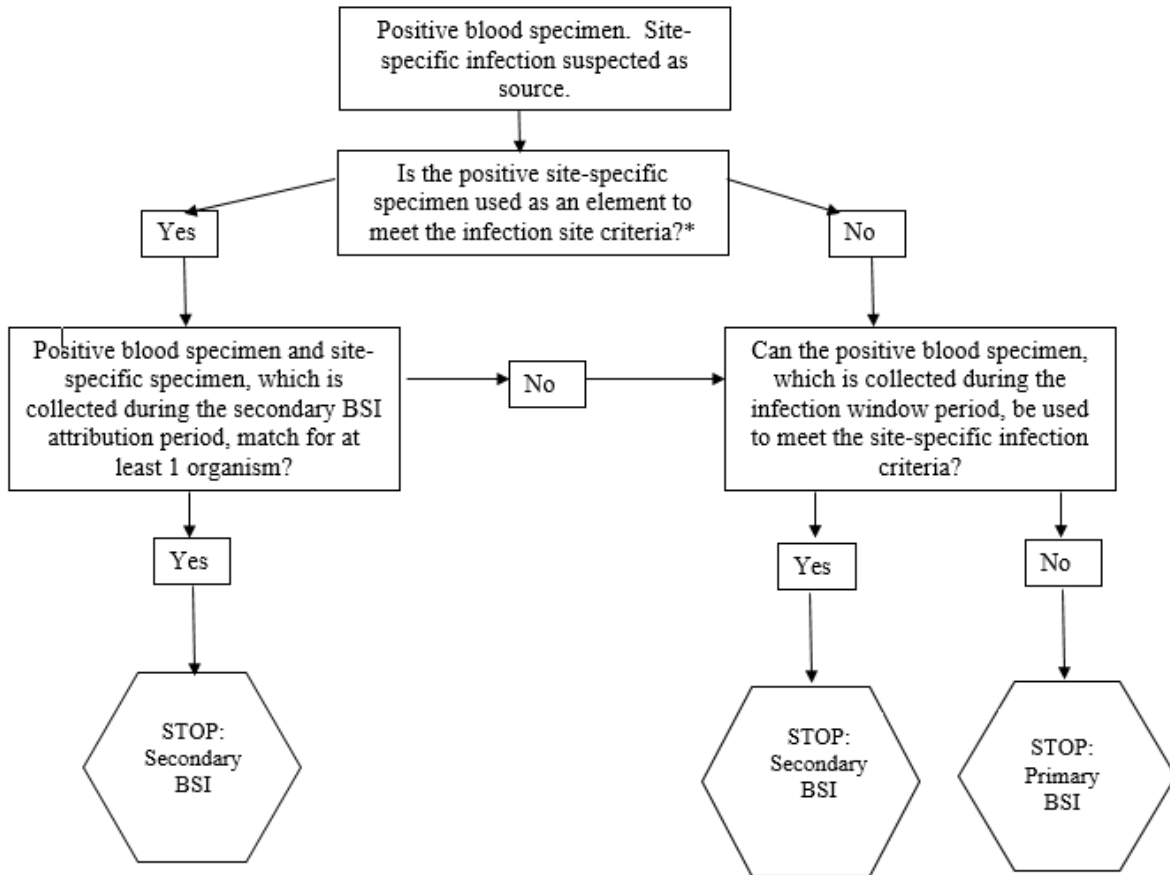 Positive blood specimen.  Site-
specific infection suspected as
source.
Is the positive site-specific
specimen used as an element to
meet the infection site criteria?*
Yes
No
Positive blood specimen and site-
specific specimen, which is
collected during the secondary BSI
attribution period, match for at
least 1 organism?
No
Can the positive blood specimen,
which is collected during the
infection window period, be used
to meet the site-specific infection
criteria?
Yes
Yes
No
STOP:
Secondary
BSI
STOP:
Secondary
BSI
STOP:
Primary
BSI